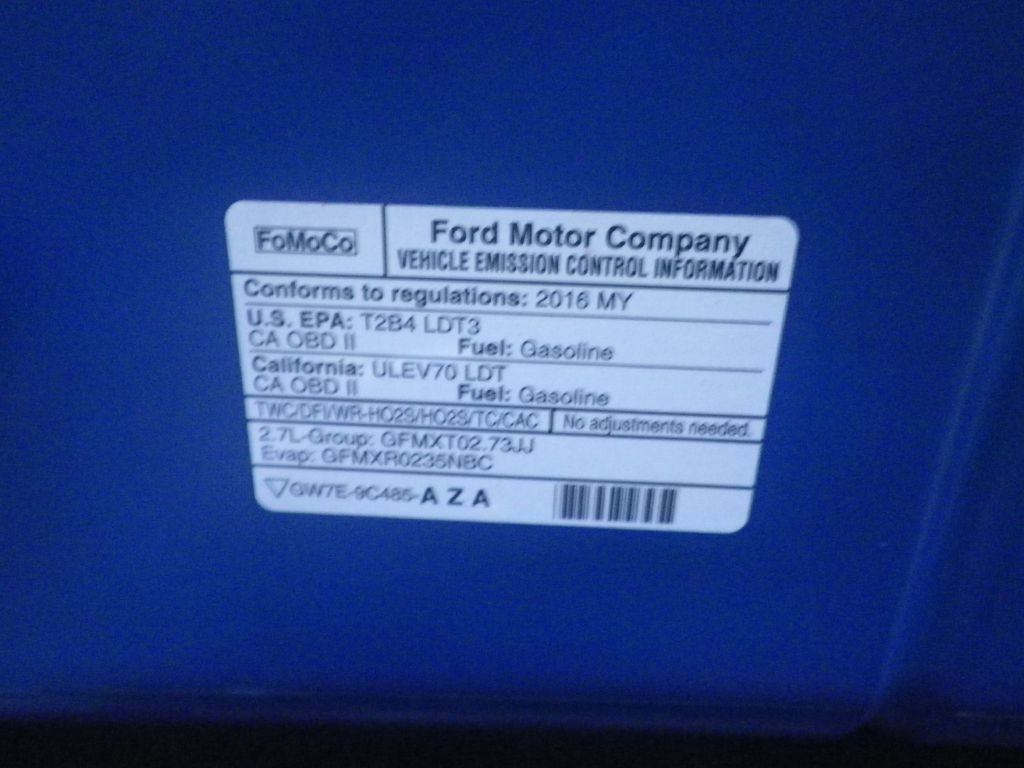 FoMoCo
Ford Motor Company
VEHICLE EMISSION CONTROL INFORMATION
Conforms to regulations: 2016 MY
U.S. EPA: T2B4 LDT3
CA OBD II Fuel: Gasoline
California: ULEV70 LDT
CA OBD II Fuel: Gasoline
TWC/DFI/WR-HO2S/HO2S/TC/CAC No adjustments needed.
2.7L-Group: GFMXT02.73JJ
Evap: GFMXR0235NBC
GW7E-9C485-AZA